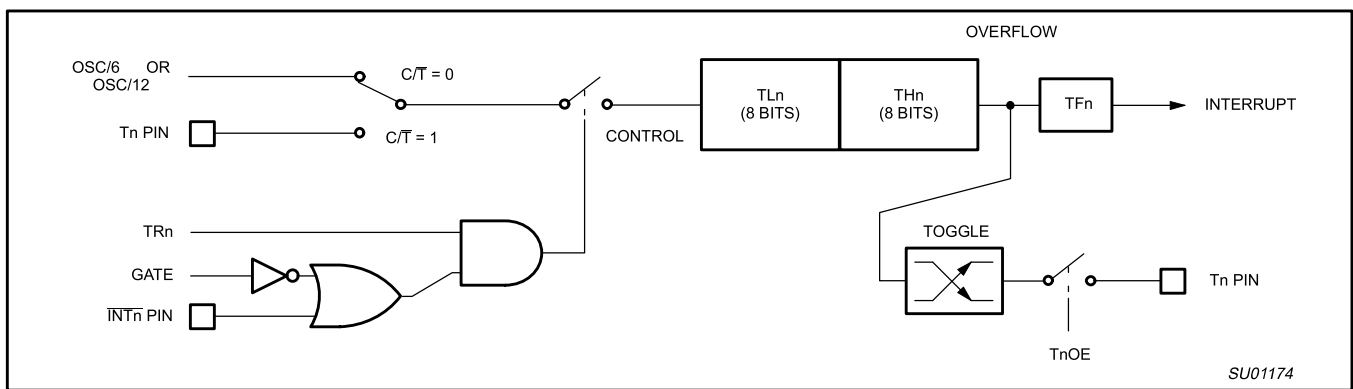 OVERFLOW
OSC/6 OR
OSC/12
C/T̅ = 0
TLn
(8 BITS)
THn
(8 BITS)
TFn
INTERRUPT
Tn PIN
C/T̅ = 1
CONTROL
TRn
TOGGLE
GATE
Tn PIN
I̅N̅T̅n̅ PIN
TnOE
SU01174